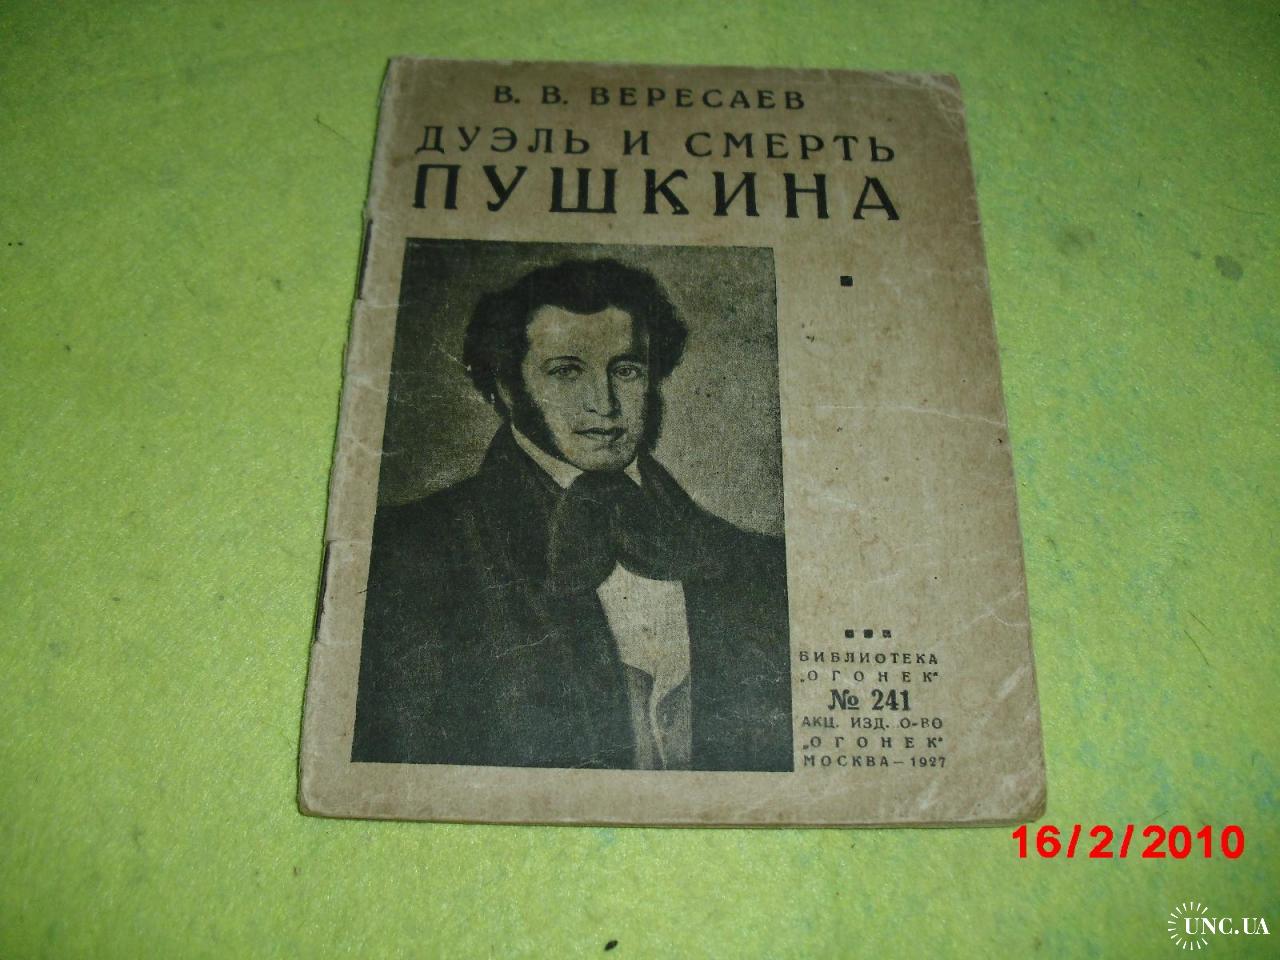 В. В. ВЕРЕСАЕВ
ДУЭЛЬ И СМЕРТЬ
ПУШКИНА
БИБЛИОТЕКА
„ОГОНЕК“
№ 241
АКЦ. ИЗД. О-ВО
„ОГОНЕК“
МОСКВА — 1927
16/2/2010
UNC.UA